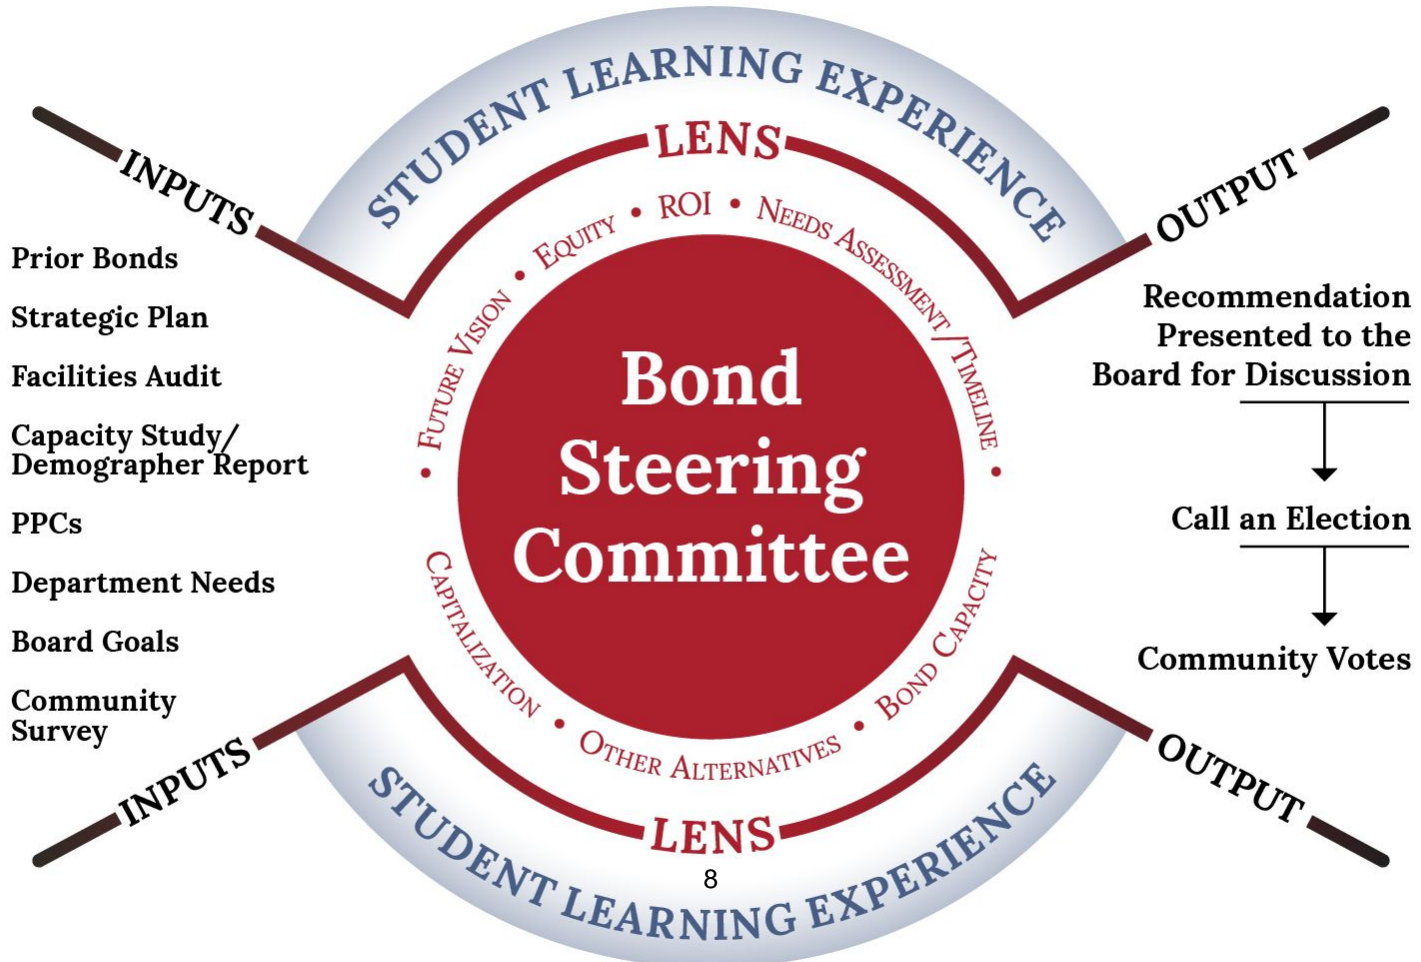 STUDENT LEARNING EXPERIENCE
LENS
INPUTS
OUTPUT
• FUTURE VISION • EQUITY • ROI • NEEDS ASSESSMENT/TIMELINE •
Prior Bonds
Strategic Plan
Facilities Audit
Capacity Study/
Demographer Report
PPCs
Department Needs
Board Goals
Community
Survey
Bond
Steering
Committee
Recommendation
Presented to the
Board for Discussion
Call an Election
Community Votes
CAPITALIZATION • OTHER ALTERNATIVES • BOND CAPACITY
INPUTS
OUTPUT
LENS
8
STUDENT LEARNING EXPERIENCE